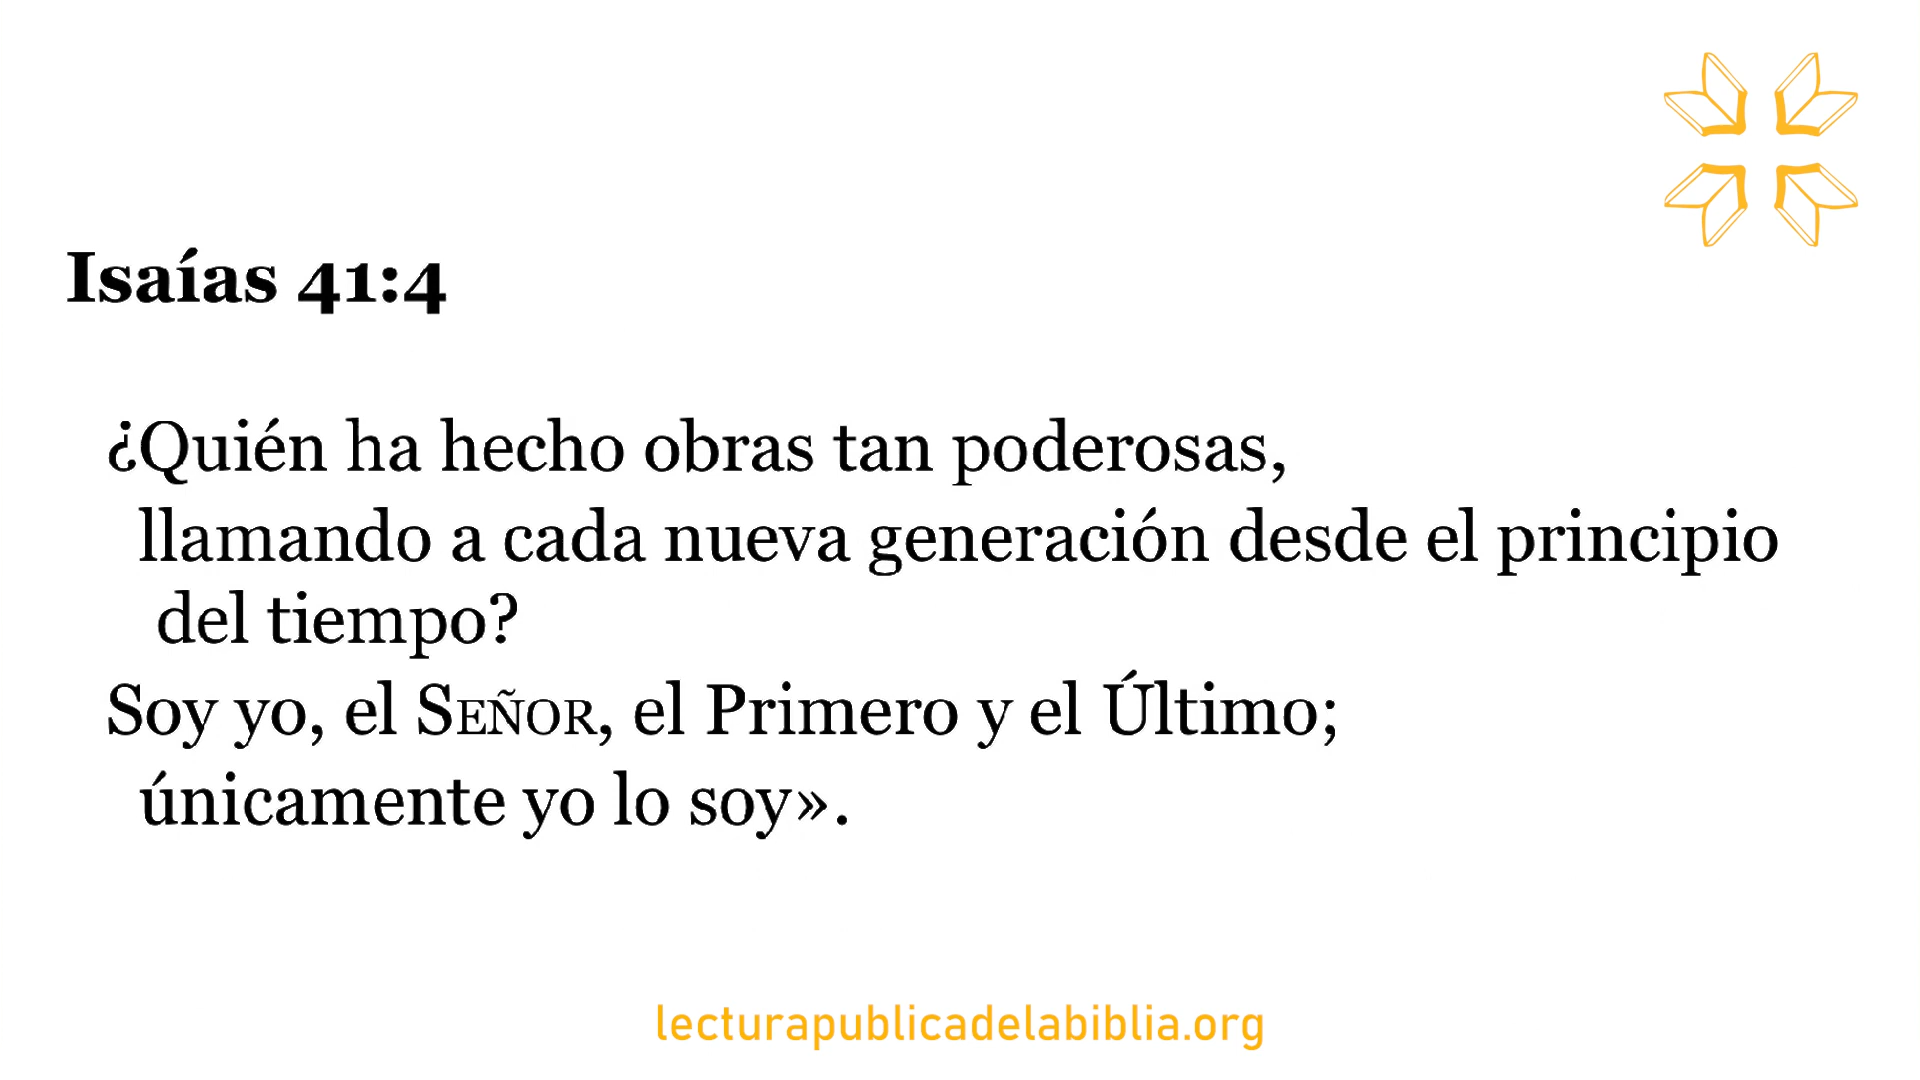 Isaías 41:4
¿Quién ha hecho obras tan poderosas,
llamando a cada nueva generación desde el principio
del tiempo?
Soy yo, el SEÑOR, el Primero y el Último;
únicamente yo lo soy».
lecturapublicadelabiblia.org